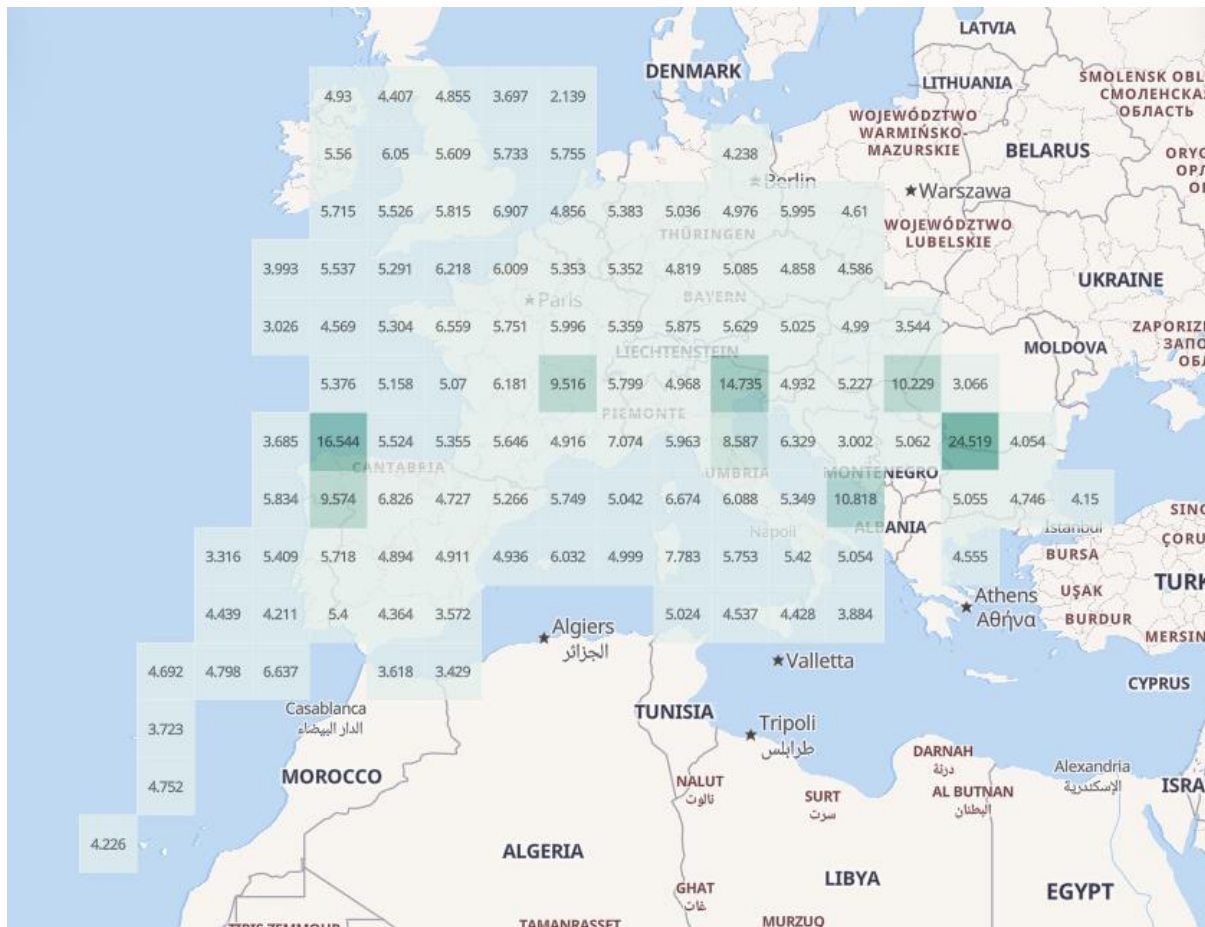 LATVIA
DENMARK
LITHUANIA
SMOLENSK OBL
СМОЛЕНСКА
ОБЛАСТЬ
4.93 4.407 4.855 3.697 2.139
WOJEWÓDZTWO
WARMIŃSKO-
MAZURSKIE
BELARUS
5.56 6.05 5.609 5.733 5.755 4.238
ORYO
ОРЛ
Berlin
Warszawa
5.715 5.526 5.815 6.907 4.856 5.383 5.036 4.976 5.995 4.61
THÜRINGEN
WOJEWÓDZTWO
LUBELSKIE
3.993 5.537 5.291 6.218 6.009 5.353 5.352 4.819 5.085 4.858 4.586
UKRAINE
Paris
BAYERN
3.026 4.569 5.304 6.559 5.751 5.996 5.359 5.875 5.629 5.025 4.99 3.544
ZAPORIZ
ЗАПО
ОБЛ
LIECHTENSTEIN
MOLDOVA
5.376 5.158 5.07 6.181 9.516 5.799 4.968 14.735 4.932 5.227 10.229 3.066
PIEMONTE
3.685 16.544 5.524 5.355 5.646 4.916 7.074 5.963 8.587 6.329 3.002 5.062 24.519 4.054
CANTABRIA
UMBRIA
MONTENEGRO
5.834 9.574 6.826 4.727 5.266 5.749 5.042 6.674 6.088 5.349 10.818 5.055 4.746 4.15
SINO
ÇORU
Napoli
ALBANIA
Istanbul
3.316 5.409 5.718 4.894 4.911 4.936 6.032 4.999 7.783 5.753 5.42 5.054 4.555
BURSA
UŞAK
TURK
BURDUR
MERSIN
Athens
Αθήνα
4.439 4.211 5.4 4.364 3.572 5.024 4.537 4.428 3.884
Algiers
الجزائر
4.692 4.798 6.637 3.618 3.429
Valletta
CYPRUS
Casablanca
الدار البيضاء
3.723
TUNISIA
Tripoli
طرابلس
DARNAH
درنة
MOROCCO
4.752
NALUT
نالوت
SURT
سرت
AL BUTNAN
البطنان
Alexandria
الإسكندرية
ISRA
4.226
ALGERIA
LIBYA
EGYPT
GHAT
غات
TIRIS ZEMMOUR
TAMANRASSET
MURZUQ